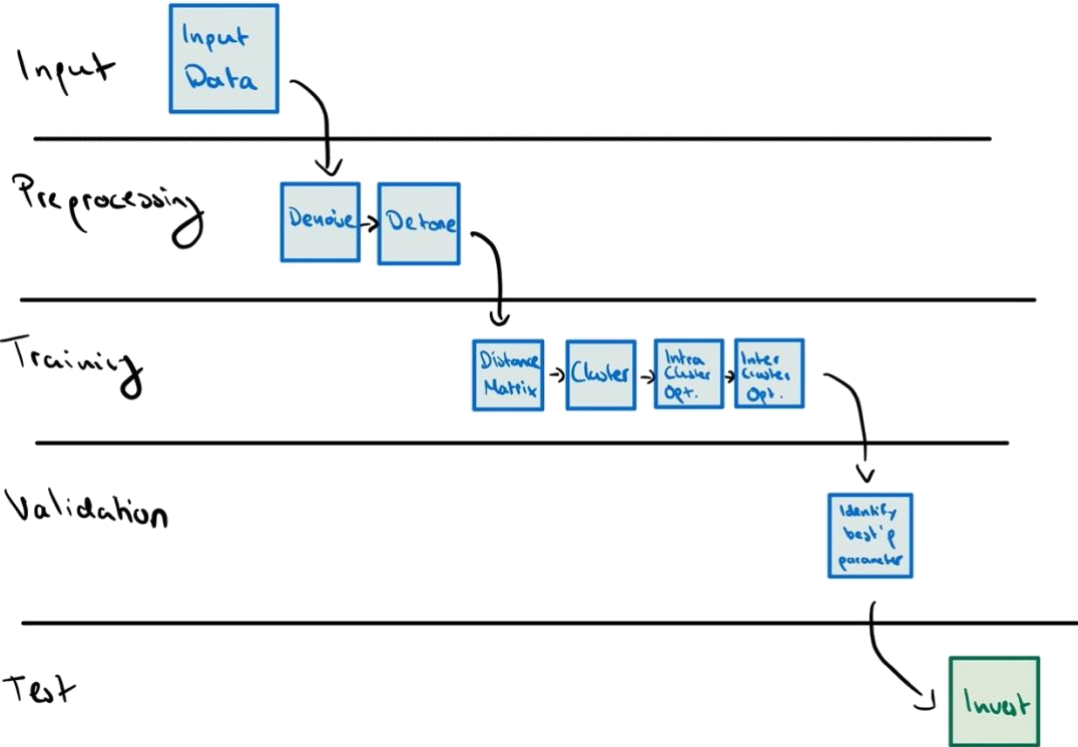 Input
Input
Data
Preprocessing
Denoise
Detone
Training
Distance
Matrix
Cluster
Intra
Cluster
Opt.
Inter
Cluster
Opt.
Validation
Identify
best
parameter
Test
Invest